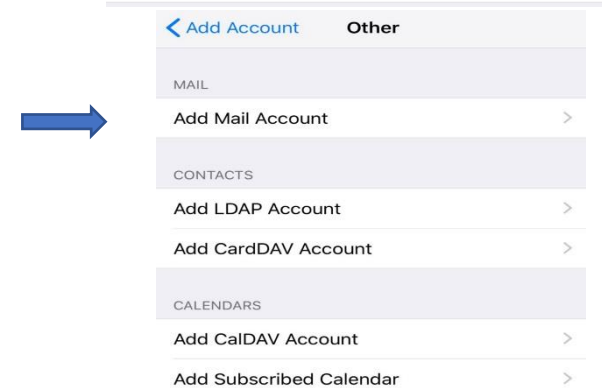 Add Account Other
MAIL
Add Mail Account
CONTACTS
Add LDAP Account
Add CardDAV Account
CALENDARS
Add CalDAV Account
Add Subscribed Calendar